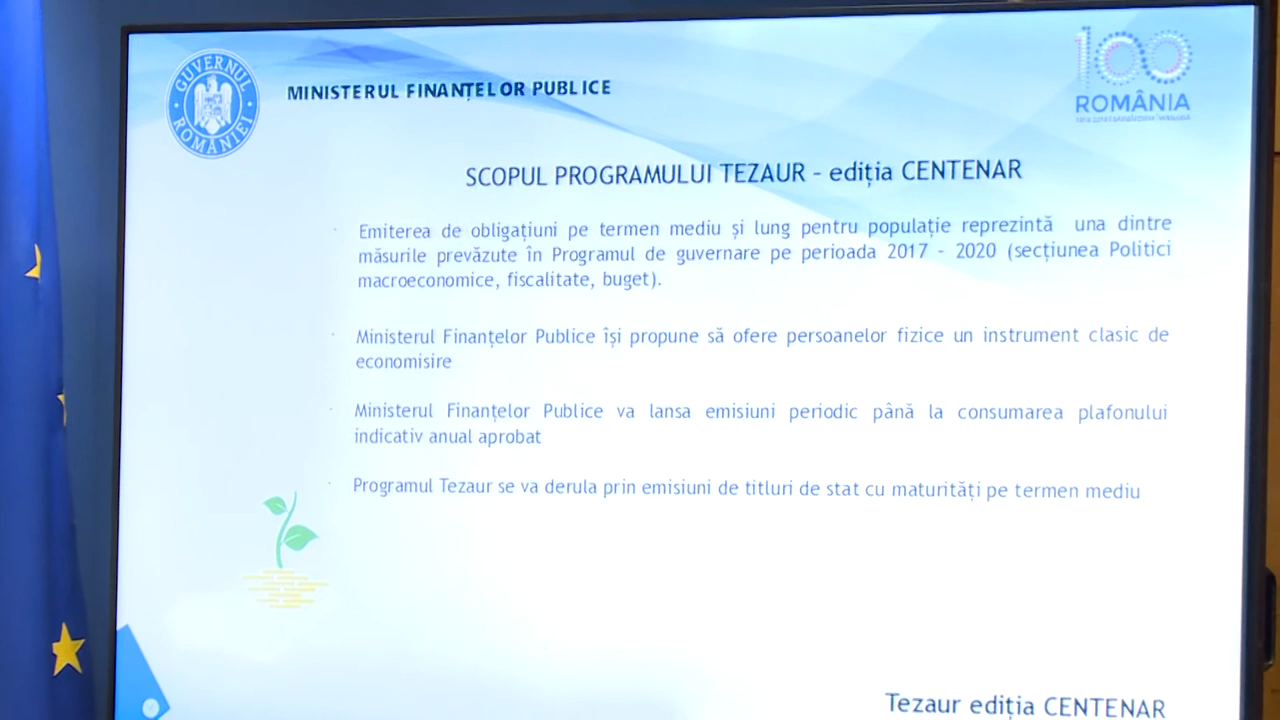 GUVERNUL
ROMÂNIEI
MINISTERUL FINANȚELOR PUBLICE
100
ROMÂNIA
SCOPUL PROGRAMULUI TEZAUR - ediția CENTENAR
Emiterea de obligațiuni pe termen mediu și lung pentru populație reprezintă una dintre
măsurile prevăzute în Programul de guvernare pe perioada 2017 - 2020 (secțiunea Politici
macroeconomice, fiscalitate, buget).
Ministerul Finanțelor Publice își propune să ofere persoanelor fizice un instrument clasic de
economisire
Ministerul Finanțelor Publice va lansa emisiuni periodic până la consumarea plafonului
indicativ anual aprobat
Programul Tezaur se va derula prin emisiuni de titluri de stat cu maturități pe termen mediu
Tezaur ediția CENTENAR